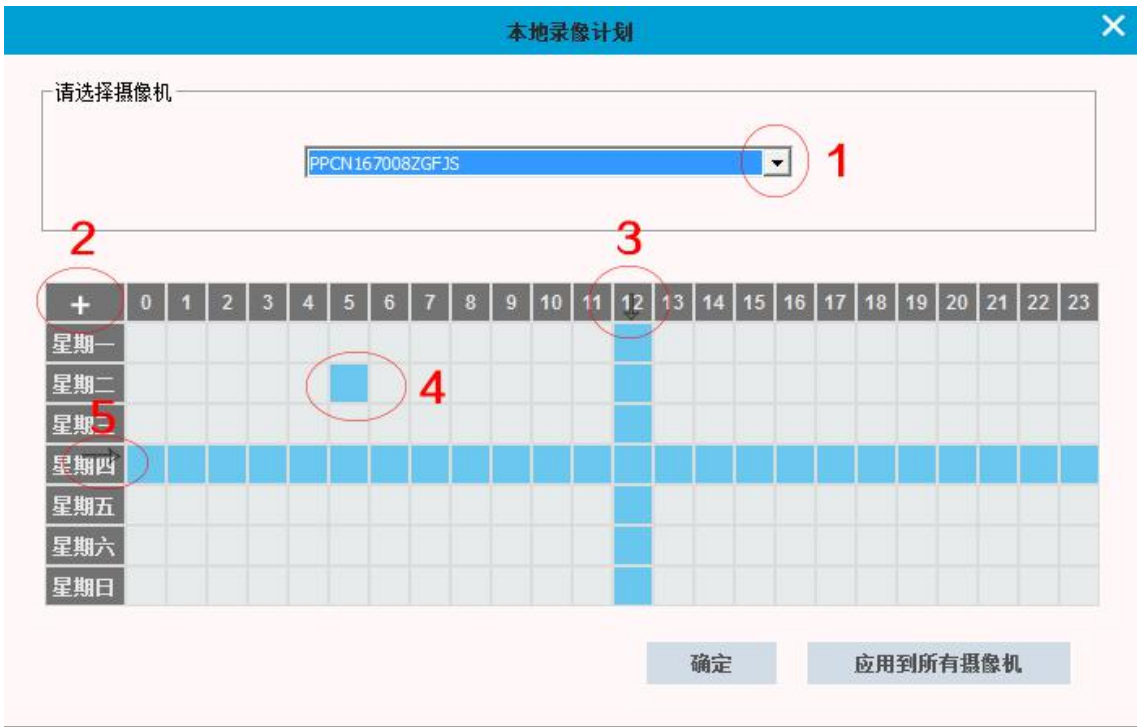 本地录像计划
请选择摄像机
PPCN167008ZGFJS
1
2
3
+ 0 1 2 3 4 5 6 7 8 9 10 11 12 13 14 15 16 17 18 19 20 21 22 23
星期一
星期二
4
星期三
5
星期四
星期五
星期六
星期日
确定 应用到所有摄像机